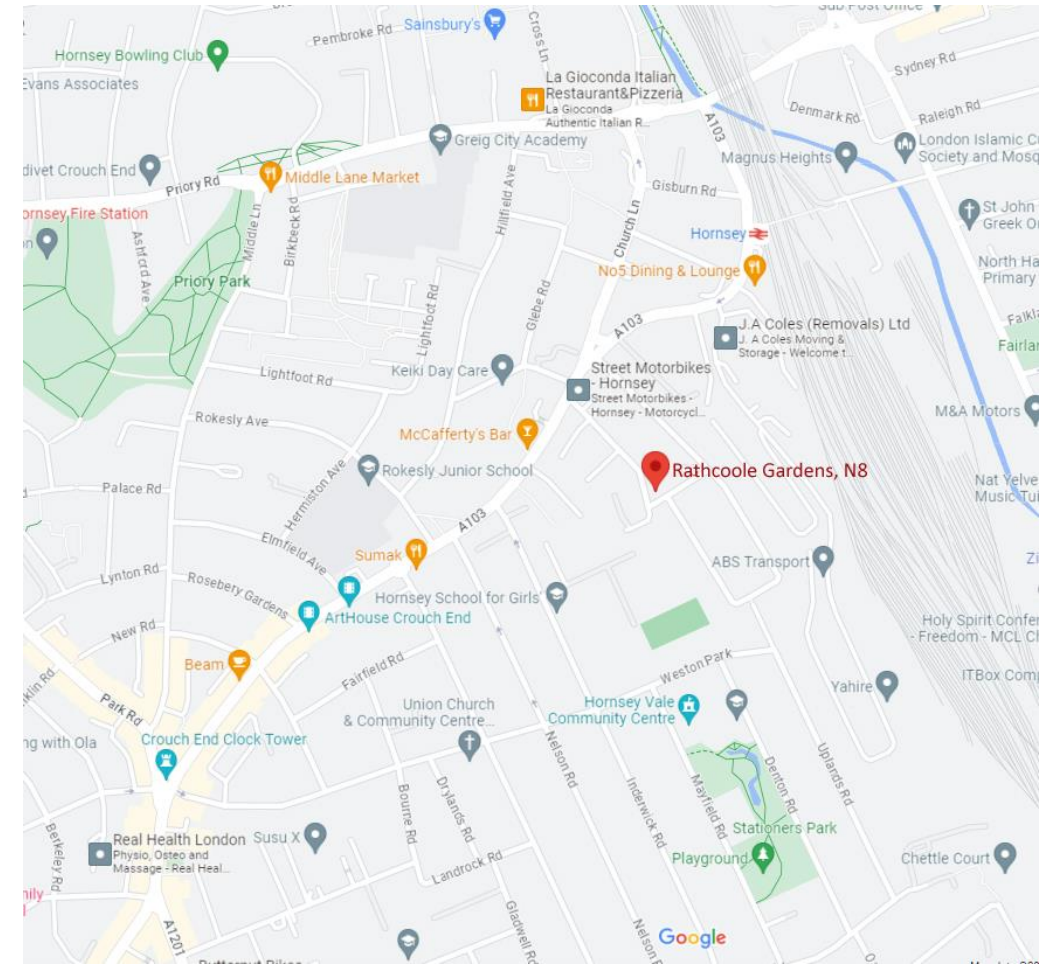 Sainsbury's
Pembroke Rd
Cross Ln
Hornsey Bowling Club
Evans Associates
Sydney Rd
La Gioconda Italian
Restaurant&Pizzeria
La Gioconda
Authentic Italian R...
Denmark Rd
Raleigh Rd
A103
Greig City Academy
London Islamic Cu
Society and Mosq
Magnus Heights
divet Crouch End
Priory Rd
Middle Lane Market
Gisburn Rd
Hillfield Ave
Church Ln
ornsey Fire Station
St John
Greek Or
Hornsey
Middle Ln
Birkbeck Rd
Ashford Ave
Priory Park
No5 Dining & Lounge
North Ha
Primary
Glebe Rd
Lightfoot Rd
A103
J.A Coles (Removals) Ltd
J. A Coles Moving &
Storage - Welcome t...
Falkla
Fairlan
Lightfoot Rd
Keiki Day Care
Street Motorbikes
- Hornsey
Street Motorbikes -
Hornsey - Motorcycl...
Rokesly Ave
M&A Motors
McCafferty's Bar
Rokesly Junior School
Rathcoole Gardens, N8
Hermiston Ave
Palace Rd
Nat Yelve
Music Tui
A103
Elmfield Ave
Sumak
ABS Transport
Lynton Rd
Rosebery Gardens
Hornsey School for Girls'
ArtHouse Crouch End
New Rd
Holy Spirit Confer
- Freedom - MCL Ch
Beam
Fairfield Rd
Weston Park
ITBox Comp
Park Rd
Union Church
& Community Centre...
Hornsey Vale
Community Centre
Yahire
ng with Ola
Crouch End Clock Tower
Nelson Rd
Inderwick Rd
Mayfield Rd
Denton Rd
Uplands Rd
Bourne Rd
Drylands Rd
Berkeley Rd
Real Health London
Physio, Osteo and
Massage - Real Heal...
Susu X
Stationers Park
Playground
Chettle Court
Landrock Rd
Gladwell Rd
Nelson Rd
A1201
Google